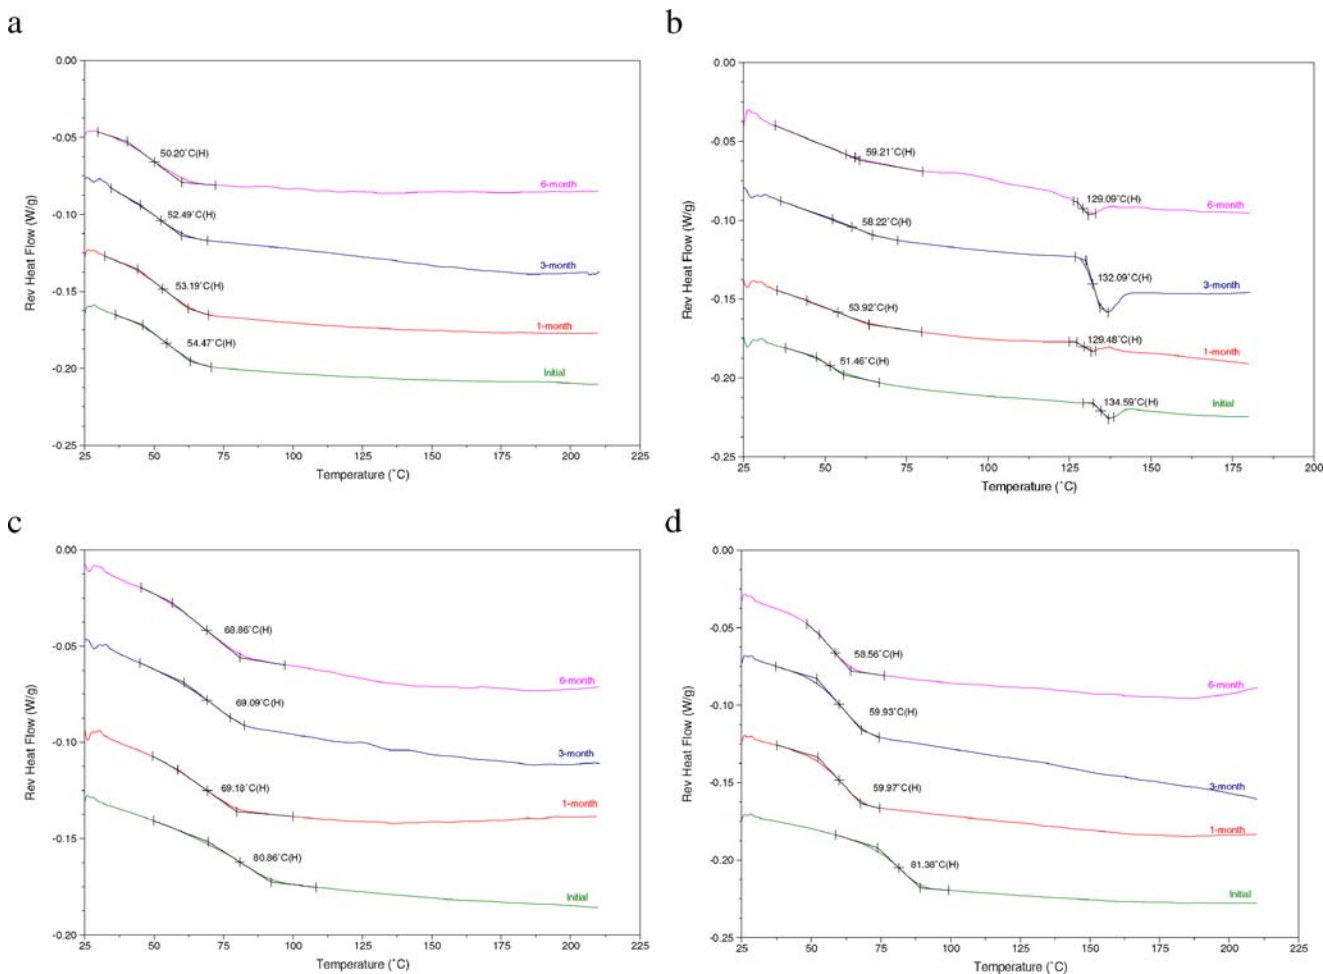 a
0.00
-0.05
-0.10
-0.15
-0.20
-0.25
Rev Heat Flow (W/g)
50.20˚C(H)
6-month
52.49˚C(H)
3-month
53.19˚C(H)
1-month
54.47˚C(H)
Initial
25 50 75 100 125 150 175 200 225
Temperature (˚C)
b
0.00
-0.05
-0.10
-0.15
-0.20
-0.25
Rev Heat Flow (W/g)
59.21˚C(H)
129.09˚C(H)
6-month
58.22˚C(H)
132.09˚C(H)
3-month
53.92˚C(H)
129.48˚C(H)
1-month
51.46˚C(H)
134.59˚C(H)
Initial
25 50 75 100 125 150 175 200
Temperature (˚C)
c
0.00
-0.05
-0.10
-0.15
-0.20
Rev Heat Flow (W/g)
68.86˚C(H)
6-month
69.09˚C(H)
3-month
69.18˚C(H)
1-month
80.86˚C(H)
Initial
25 50 75 100 125 150 175 200 225
Temperature (˚C)
d
0.00
-0.05
-0.10
-0.15
-0.20
-0.25
Rev Heat Flow (W/g)
58.56˚C(H)
6-month
59.93˚C(H)
3-month
59.97˚C(H)
1-month
81.38˚C(H)
Initial
25 50 75 100 125 150 175 200 225
Temperature (˚C)